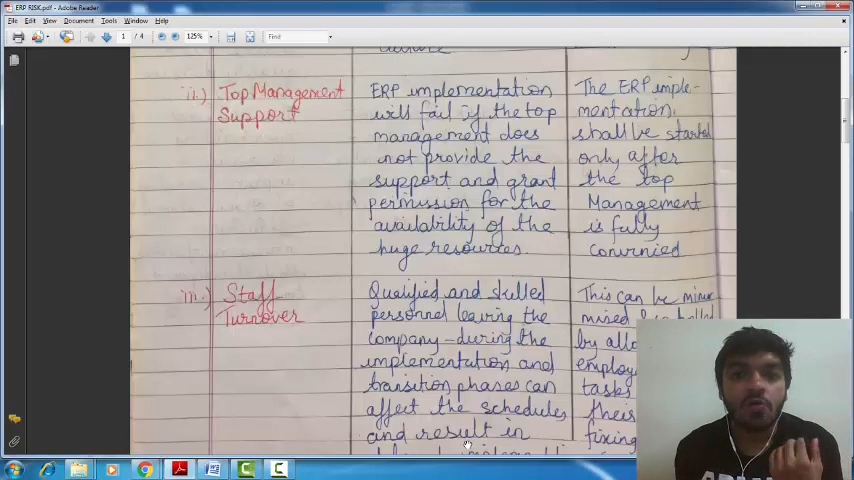 ERP RISK.pdf - Adobe Reader
File Edit View Document Tools Window Help
1 / 4 125% Find
culture
ii.) Top Management
Support
ERP implementation
will fail if the top
management does
not provide the
support and grant
permission for the
availability of the
huge resources.
The ERP imple-
mentation
shall be started
only after
the top
Management
is fully
convinied
iii.) Staff
Turnover
Qualified and skilled
personnel leaving the
company during the
implementation and
transition phases can
affect the schedules
and result in
This can be mini
mised
by allo
employ
tasks
theis
fixing